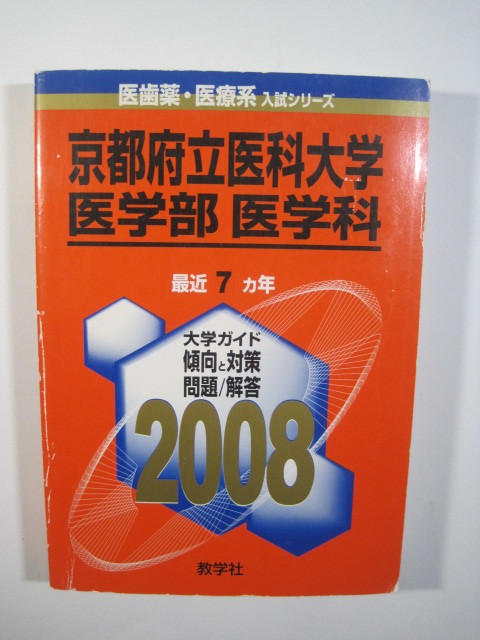 医歯薬・医療系 入試シリーズ
京都府立医科大学
医学部 医学科
最近 7 ヵ年
大学ガイド
傾向と対策
問題/解答
2008
教学社